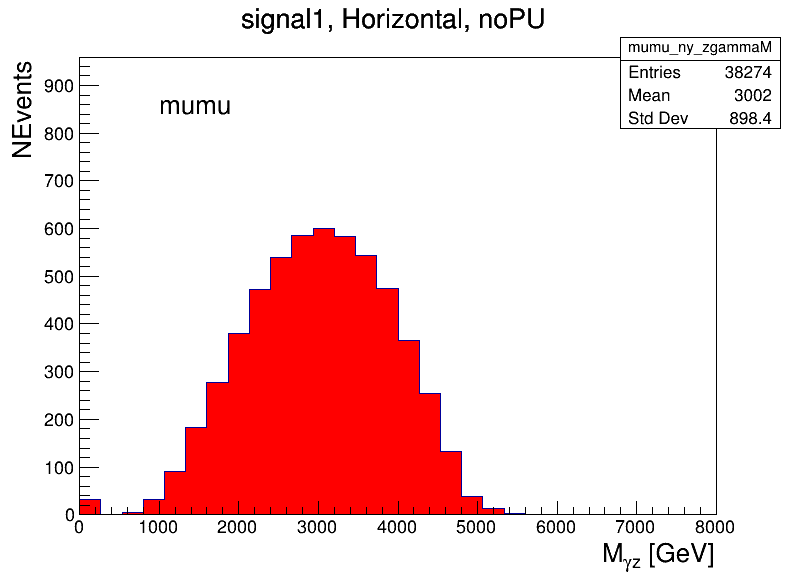 signal1, Horizontal, noPU
mumu_ny_zgammaM
Entries 38274
Mean 3002
Std Dev 898.4
NEvents
mumu
900
800
700
600
500
400
300
200
100
0
0 1000 2000 3000 4000 5000 6000 7000 8000
Mγz [GeV]